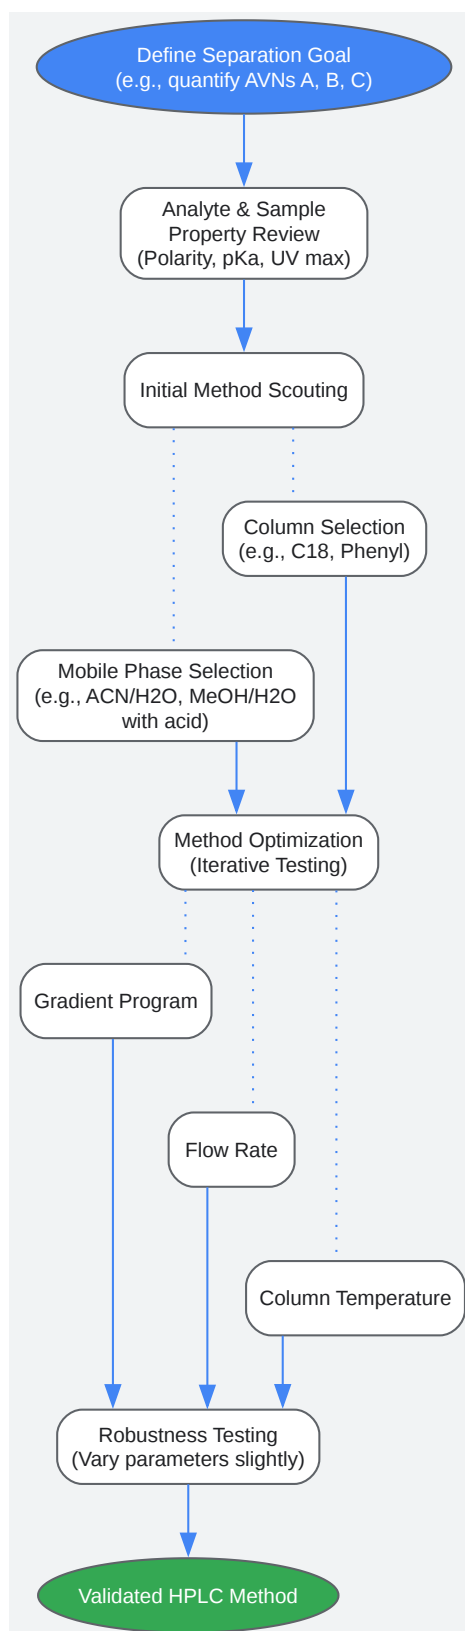 Define Separation Goal
(e.g., quantify AVNs A, B, C)
Analyte & Sample
Property Review
(Polarity, pKa, UV max)
Initial Method Scouting
Column Selection
(e.g., C18, Phenyl)
Mobile Phase Selection
(e.g., ACN/H2O, MeOH/H2O
with acid)
Method Optimization
(Iterative Testing)
Gradient Program
Flow Rate
Column Temperature
Robustness Testing
(Vary parameters slightly)
Validated HPLC Method